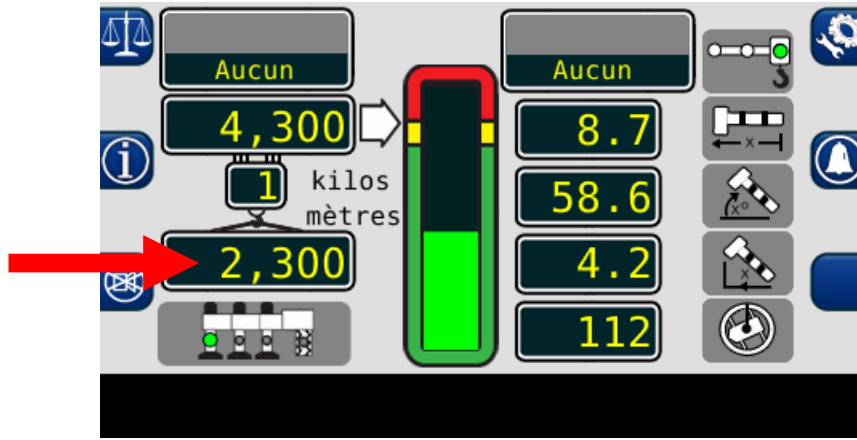 Aucun
4,300
1
kilos
mètres
2,300
Aucun
8.7
58.6
4.2
112
← x →
x°
x